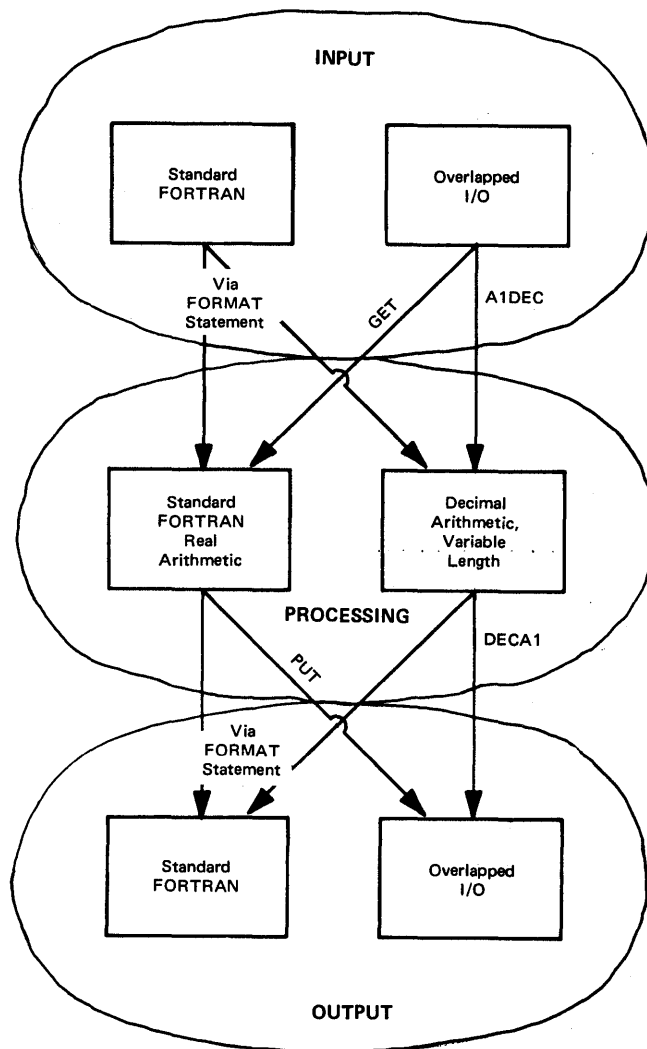 INPUT
Standard
FORTRAN
Overlapped
I/O
Via
FORMAT
Statement
GET
A1DEC
Standard
FORTRAN
Real
Arithmetic
Decimal
Arithmetic,
Variable
Length
PROCESSING
PUT
DECA1
Via
FORMAT
Statement
Standard
FORTRAN
Overlapped
I/O
OUTPUT